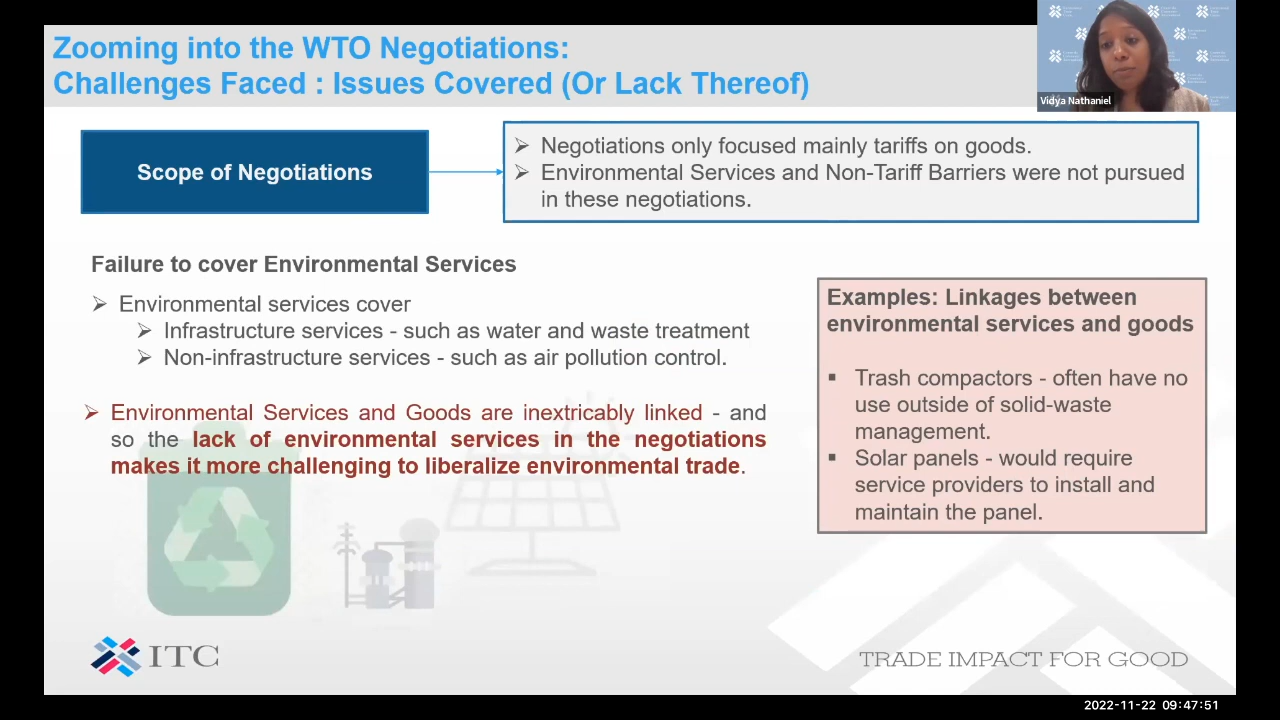 Zooming into the WTO Negotiations:
Challenges Faced : Issues Covered (Or Lack Thereof)
Vidya Nathaniel
Scope of Negotiations
➢ Negotiations only focused mainly tariffs on goods.
➢ Environmental Services and Non-Tariff Barriers were not pursued
in these negotiations.
Failure to cover Environmental Services
➢ Environmental services cover
➢ Infrastructure services - such as water and waste treatment
➢ Non-infrastructure services - such as air pollution control.
➢ Environmental Services and Goods are inextricably linked - and
so the lack of environmental services in the negotiations
makes it more challenging to liberalize environmental trade.
Examples: Linkages between
environmental services and goods
▪ Trash compactors - often have no
use outside of solid-waste
management.
▪ Solar panels - would require
service providers to install and
maintain the panel.
ITC
TRADE IMPACT FOR GOOD
2022-11-22 09:47:51